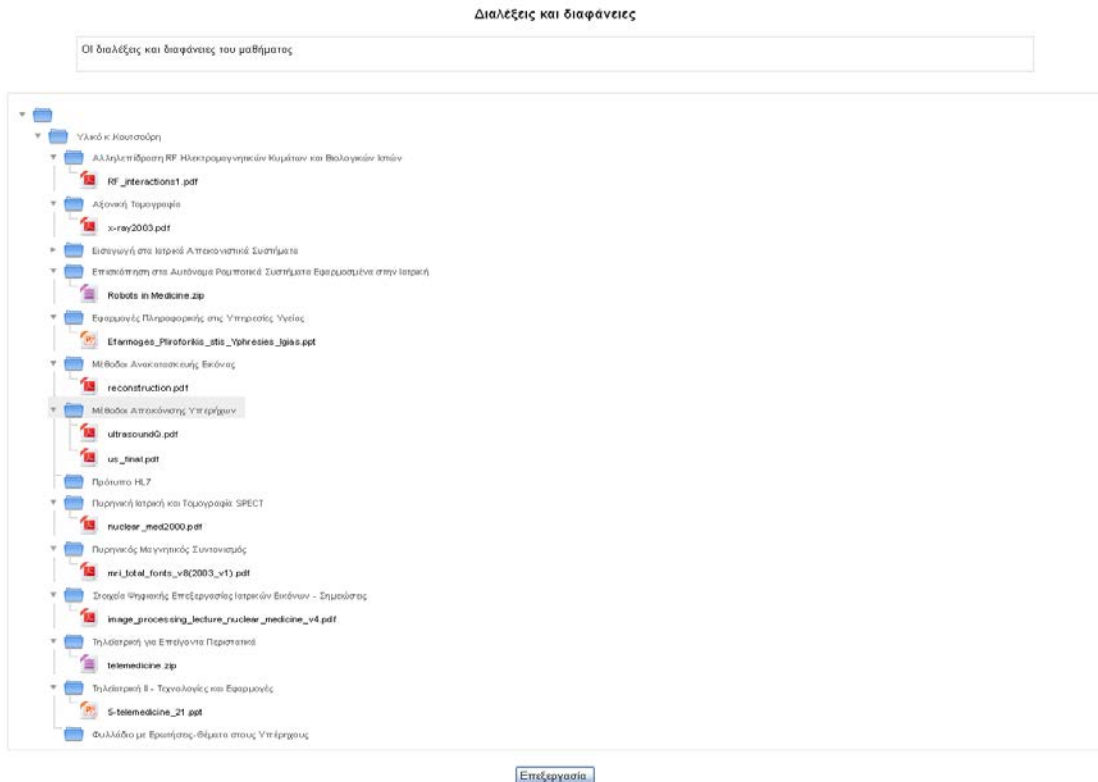 Διαλέξεις και διαφάνειες
ΟΙ διαλέξεις και διαφάνειες του μαθήματος
Υλικό κ.Κουτσούρη
Αλληλεπίδραση RF Ηλεκτρομαγνητικών Κυμάτων και Βιολογικών Ιστών
RF_interactions1.pdf
Αξονική Τομογραφία
x-ray2003.pdf
Εισαγωγή στα Ιατρικά Απεικονιστικά Συστήματα
Επισκόπηση στα Αυτόνομα Ρομποτικά Συστήματα Εφαρμοσμένα στην Ιατρική
Robots in Medicine.zip
Εφαρμογές Πληροφορικής στις Υπηρεσίες Υγείας
Efarmoges_Pliroforikis_stis_Yphresies_Igias.ppt
Μέθοδοι Ανακατασκευής Εικόνας
reconstruction.pdf
Μέθοδοι Απεικόνισης Υπερήχων
ultrasoundQ.pdf
us_final.pdf
Πρότυπο HL7
Πυρηνική Ιατρική και Τομογραφία SPECT
nuclear_med2000.pdf
Πυρηνικός Μαγνητικός Συντονισμός
mri_total_fonts_v8(2003_v1).pdf
Στοιχεία Ψηφιακής Επεξεργασίας Ιατρικών Εικόνων - Σημειώσεις
image_processing_lecture_nuclear_medicine_v4.pdf
Τηλεϊατρική για Επείγοντα Περιστατικά
telemedicine.zip
Τηλεϊατρική ΙΙ - Τεχνολογίες και Εφαρμογές
S-telemedicine_21.ppt
Φυλλάδιο με Ερωτήσεις-Θέματα στους Υπέρηχους
Επεξεργασία